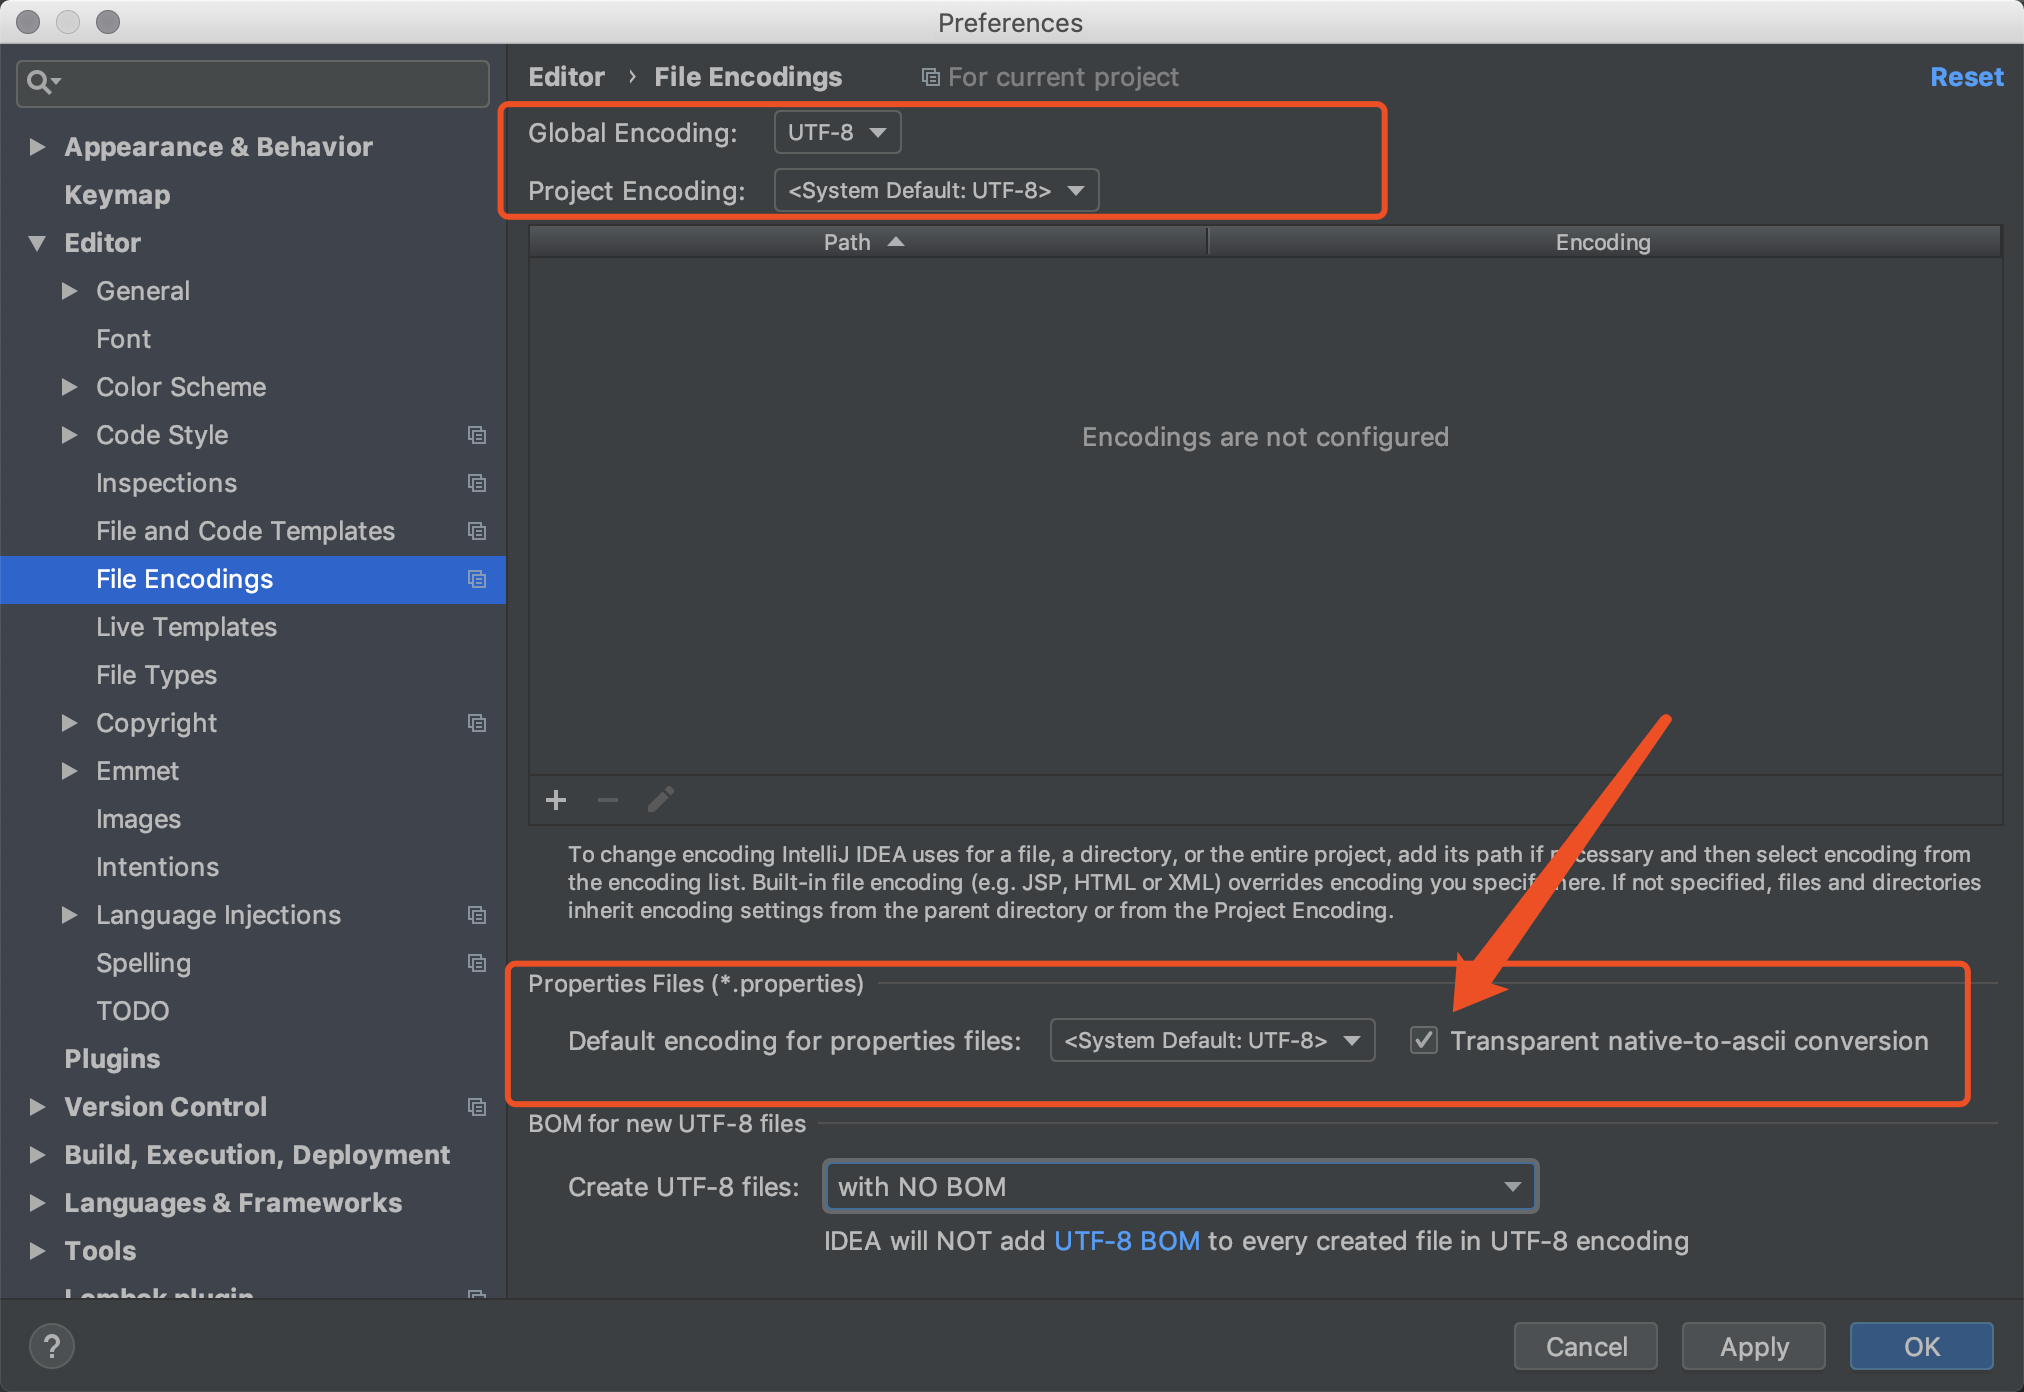 Preferences
Editor › File Encodings For current project Reset
Global Encoding: UTF-8
Project Encoding: <System Default: UTF-8>
Path Encoding
Encodings are not configured
To change encoding IntelliJ IDEA uses for a file, a directory, or the entire project, add its path if necessary and then select encoding from
the encoding list. Built-in file encoding (e.g. JSP, HTML or XML) overrides encoding you specify here. If not specified, files and directories
inherit encoding settings from the parent directory or from the Project Encoding.
Properties Files (*.properties)
Default encoding for properties files: <System Default: UTF-8> Transparent native-to-ascii conversion
BOM for new UTF-8 files
Create UTF-8 files: with NO BOM
IDEA will NOT add UTF-8 BOM to every created file in UTF-8 encoding
Appearance & Behavior
Keymap
Editor
General
Font
Color Scheme
Code Style
Inspections
File and Code Templates
File Encodings
Live Templates
File Types
Copyright
Emmet
Images
Intentions
Language Injections
Spelling
TODO
Plugins
Version Control
Build, Execution, Deployment
Languages & Frameworks
Tools
Lombok plugin
?
Cancel Apply OK